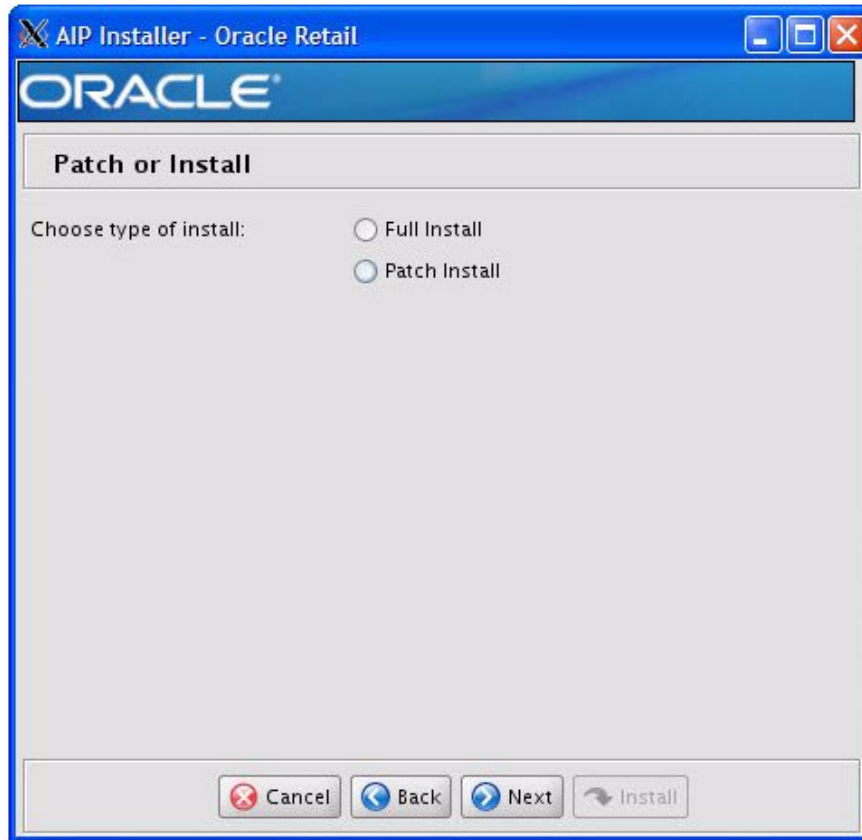 AIP Installer - Oracle Retail
ORACLE®
Patch or Install
Choose type of install:
Full Install
Patch Install
Cancel
Back
Next
Install